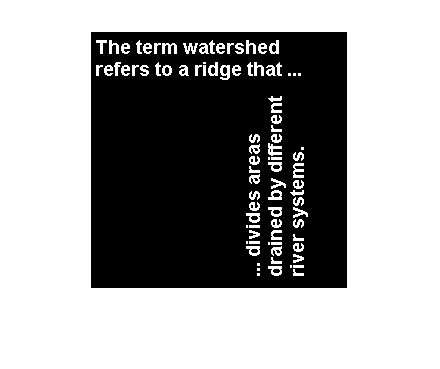 The term watershed
refers to a ridge that ...
... divides areas
drained by different
river systems.